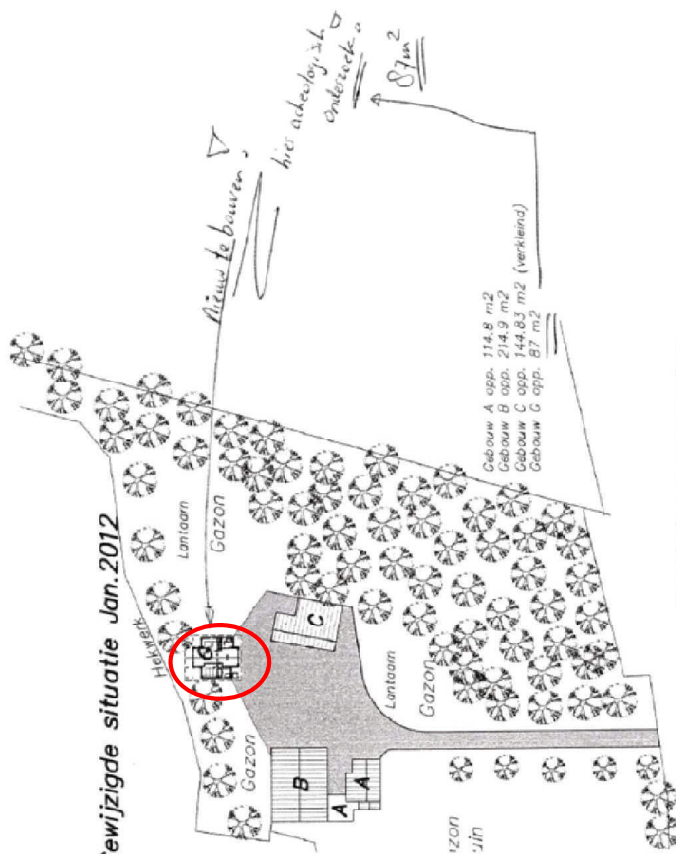 Gewijzigde situatie Jan.2012
Nieuw te bouwen
hier archeologisch
onderzoek
87m²
Gebouw A opp. 114.8 m2
Gebouw B opp. 214.9 m2
Gebouw C opp. 144.83 m2 (verkleind)
Gebouw G opp. 87 m2
Hekwerk
Lantaarn
Gazon
G
C
Gazon
B
A
A
Lantaarn
Gazon